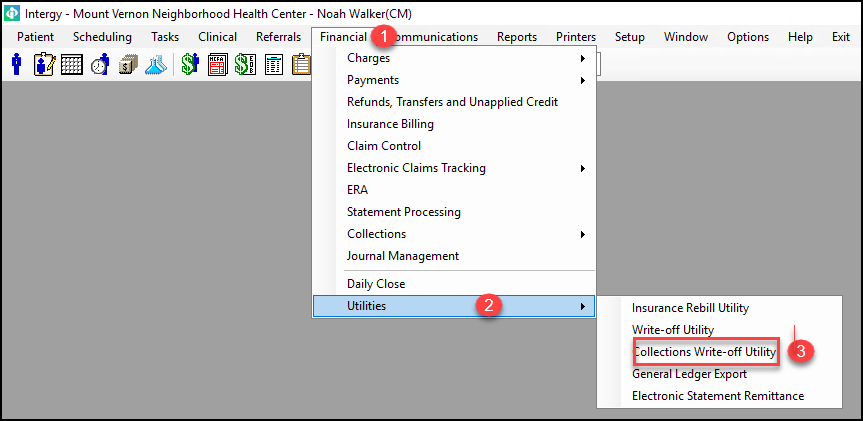 Intergy - Mount Vernon Neighborhood Health Center - Noah Walker(CM)
Patient Scheduling Tasks Clinical Referrals Financial 1 ommunications Reports Printers Setup Window Options Help Exit
Charges
Payments
Refunds, Transfers and Unapplied Credit
Insurance Billing
Claim Control
Electronic Claims Tracking
ERA
Statement Processing
Collections
Journal Management
Daily Close
Utilities 2
Insurance Rebill Utility
Write-off Utility
Collections Write-off Utility 3
General Ledger Export
Electronic Statement Remittance